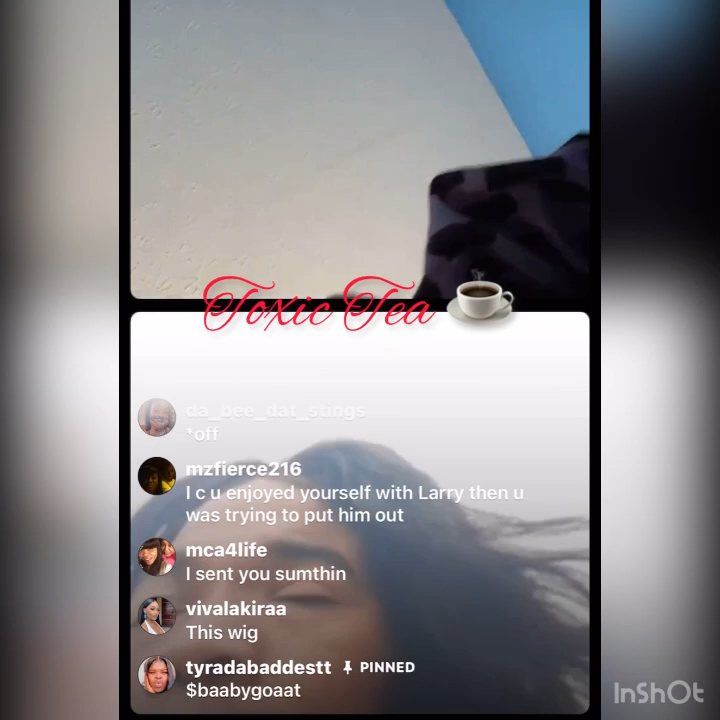 Toxic Tea
da_bee_dat_stings
*off
mzfierce216
I c u enjoyed yourself with Larry then u
was trying to put him out
mca4life
I sent you sumthin
vivalakiraa
This wig
tyradabaddestt PINNED
$baabygoaat
InShOt